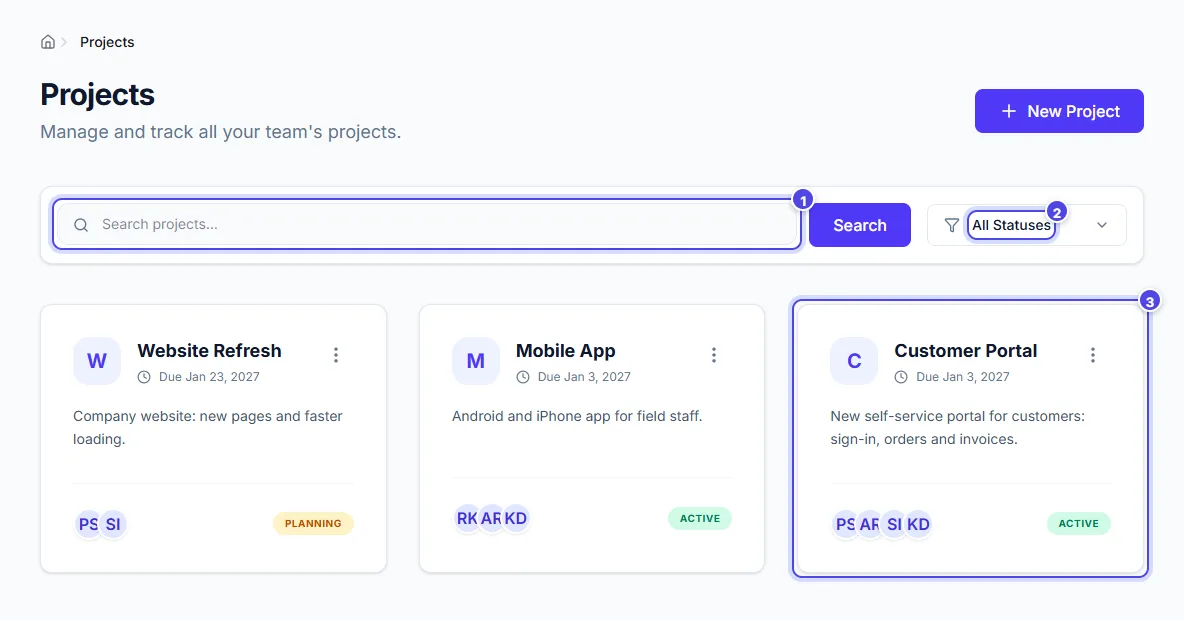 Projects
Projects
Manage and track all your team's projects.
New Project
1
Search projects...
Search
All Statuses
2
3
W
Website Refresh
Due Jan 23, 2027
Company website: new pages and faster
loading.
PS SI
PLANNING
M
Mobile App
Due Jan 3, 2027
Android and iPhone app for field staff.
RK AR KD
ACTIVE
C
Customer Portal
Due Jan 3, 2027
New self-service portal for customers:
sign-in, orders and invoices.
PS AR SI KD
ACTIVE